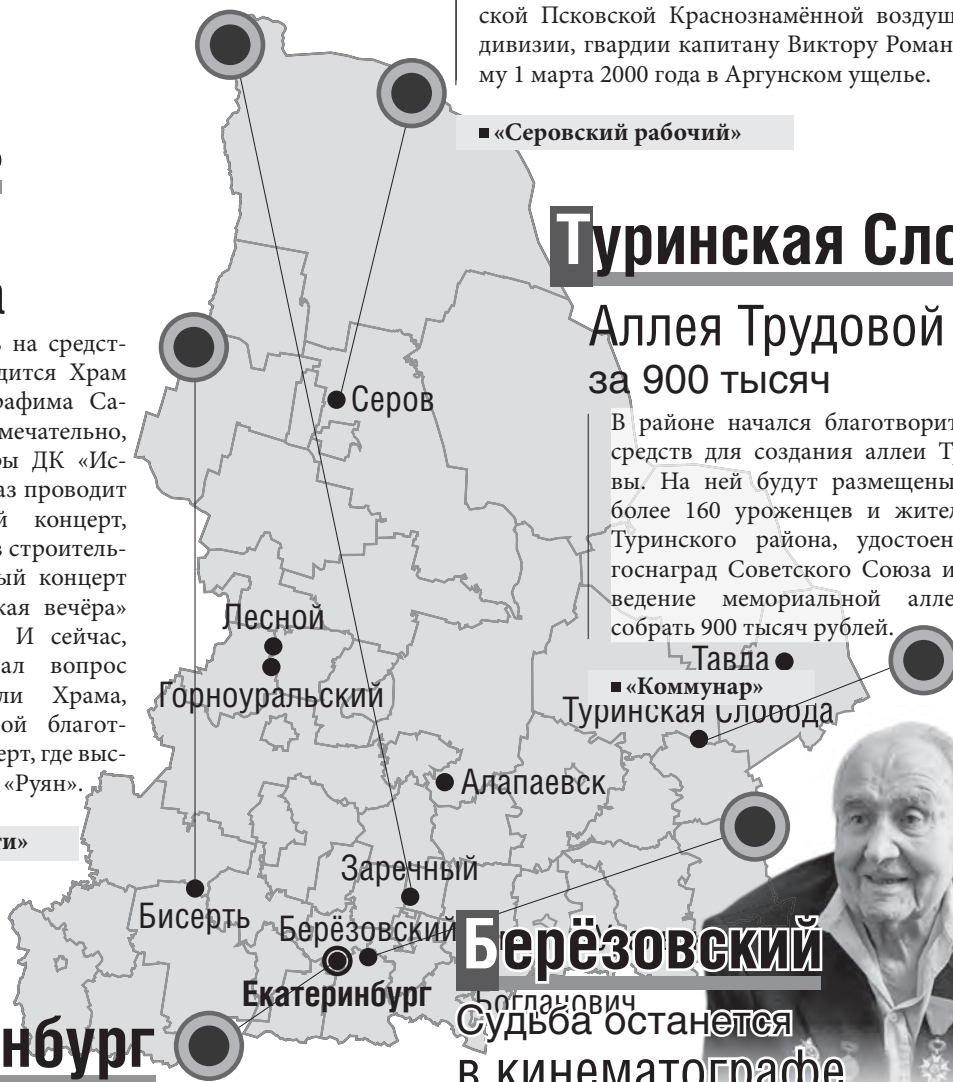 ской Псковской Краснознамённой воздуш
дивизии, гвардии капитану Виктору Роман
му 1 марта 2000 года в Аргунском ущелье.
«Серовский рабочий»
Туринская Сло
Аллея Трудовой
за 900 тысяч
В районе начался благотворит
средств для создания аллеи Т
вы. На ней будут размещены
более 160 уроженцев и жител
Туринского района, удостоен
госнаград Советского Союза и
ведение мемориальной алле
собрать 900 тысяч рублей.
«Коммунар»
а
на средст-
дится Храм
рафима Са-
мечательно,
ры ДК «Ис-
аз проводит
й концерт,
в строитель-
ый концерт
кая вечёра»
И сейчас,
ал вопрос
ли Храма,
ой благот-
ерт, где выс-
«Руян».
ти»
Серов
Лесной
Горноуральский
Тавда
Туринская Слобода
Алапаевск
Заречный
Бисерть
Берёзовский
Екатеринбург
Богданович
нбург
Берёзовский
Судьба останется
в кинематографе